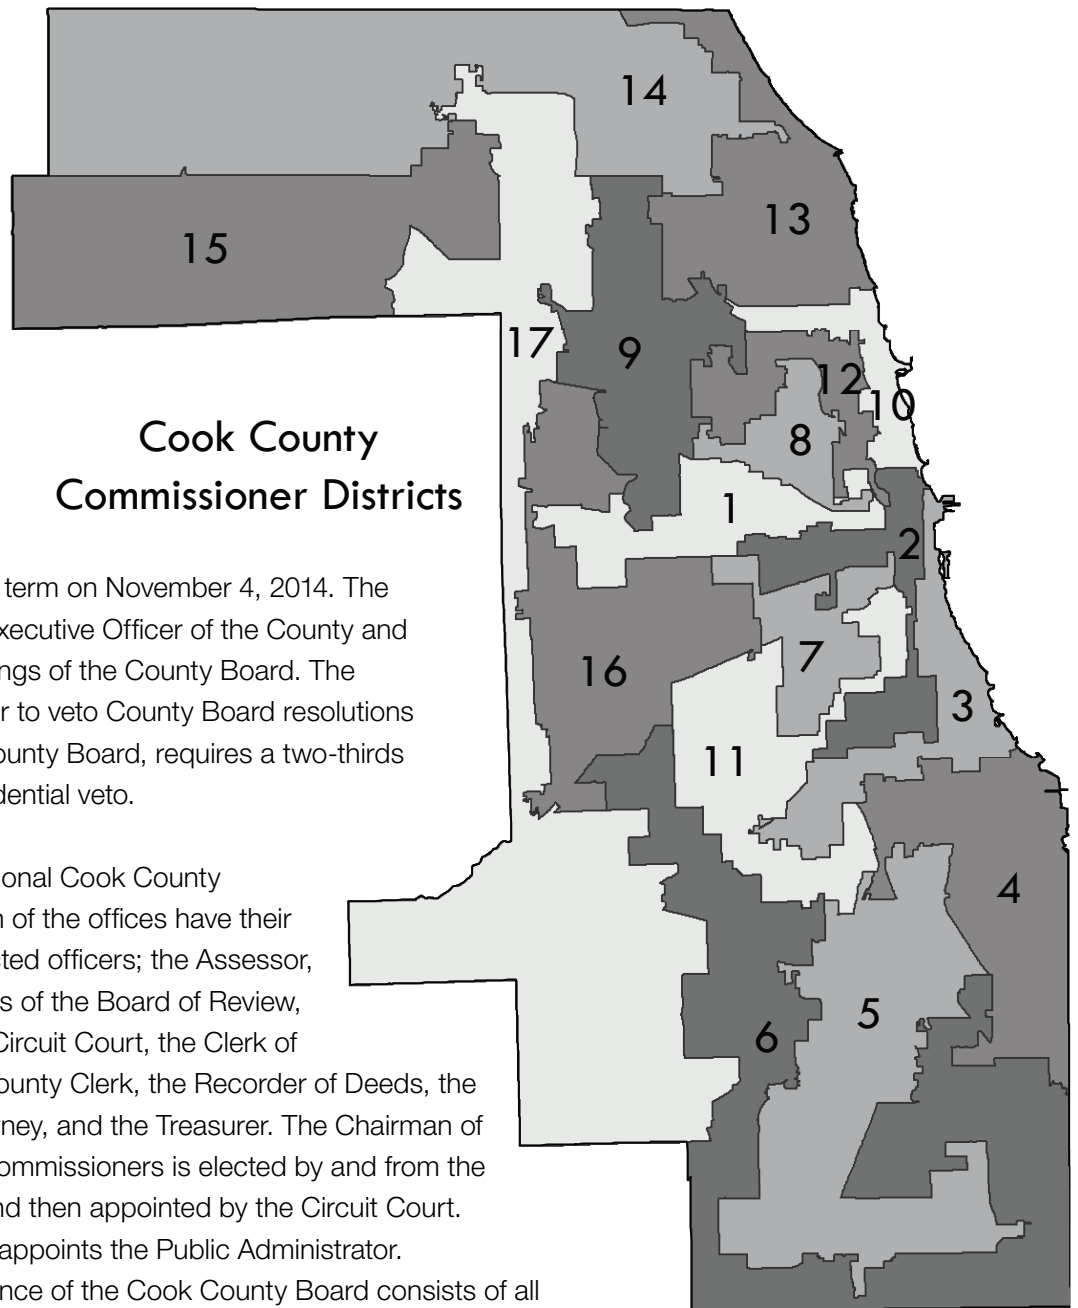 14
13
15
17
9
12
10
8
Cook County
Commissioner Districts
1
2
term on November 4, 2014. The
xecutive Officer of the County and
ngs of the County Board. The
r to veto County Board resolutions
ounty Board, requires a two-thirds
dential veto.
16
7
3
11
onal Cook County
n of the offices have their
cted officers; the Assessor,
s of the Board of Review,
Circuit Court, the Clerk of
ounty Clerk, the Recorder of Deeds, the
rney, and the Treasurer. The Chairman of
ommissioners is elected by and from the
nd then appointed by the Circuit Court.
appoints the Public Administrator.
nce of the Cook County Board consists of all
4
5
6